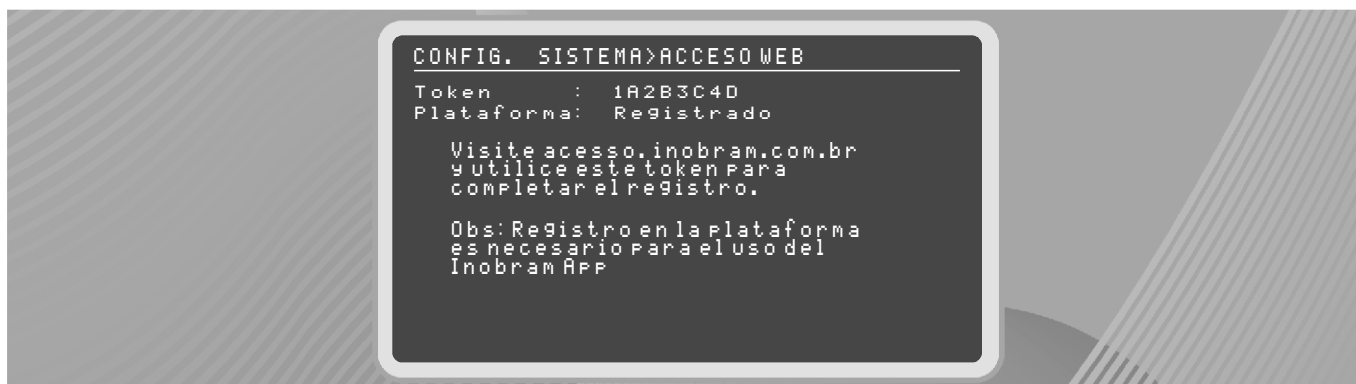 CONFIG. SISTEMA>ACCESO WEB
Token : 1A2B3C4D
Plataforma: Registrado
Visite acesso.inobram.com.br
y utilice este token para
completar el registro.
Obs: Registro en la plataforma
es necesario para el uso del
Inobram App